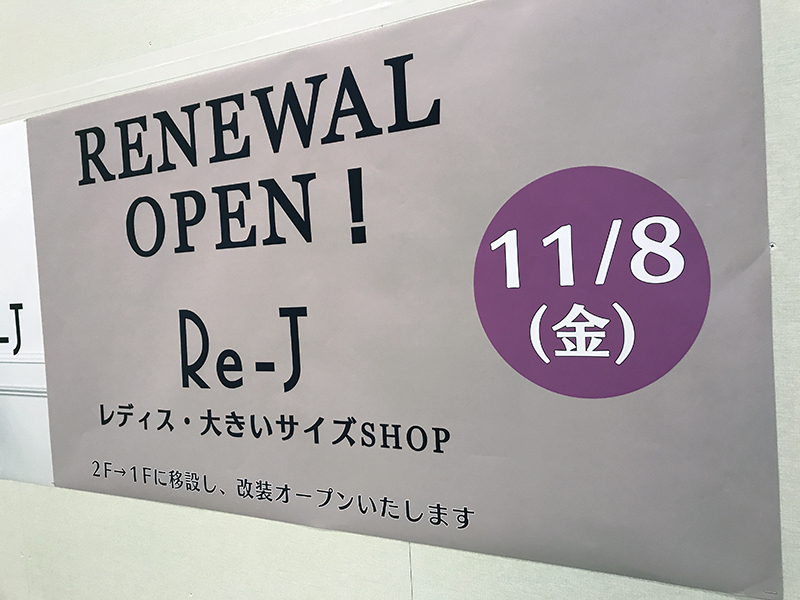 RENEWAL
OPEN!
11/8
(金)
Re-J
レディス・大きいサイズSHOP
2F→1Fに移設し、改装オープンいたします
-J